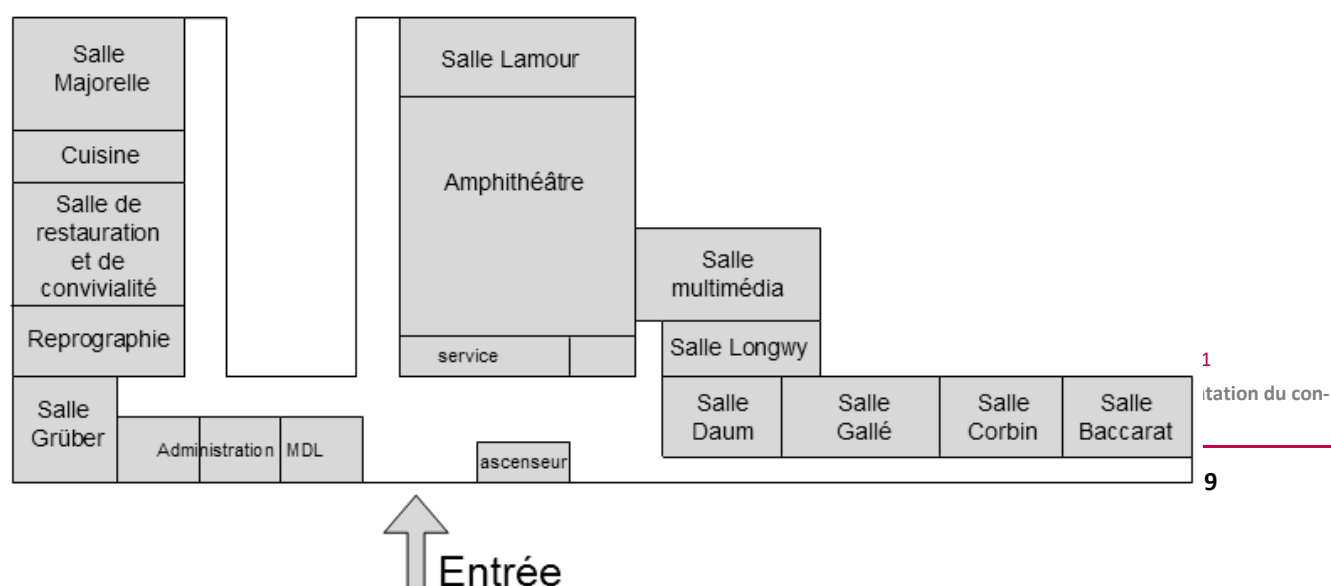 Salle
Majorelle
Cuisine
Salle de
restauration
et de
convivialité
Reprographie
Salle
Grüber
Administration
MDL
Salle Lamour
Amphithéâtre
service
ascenseur
Salle
multimédia
Salle Longwy
Salle
Daum
Salle
Gallé
Salle
Corbin
Salle
Baccarat
Entrée
1
tation du con-
9